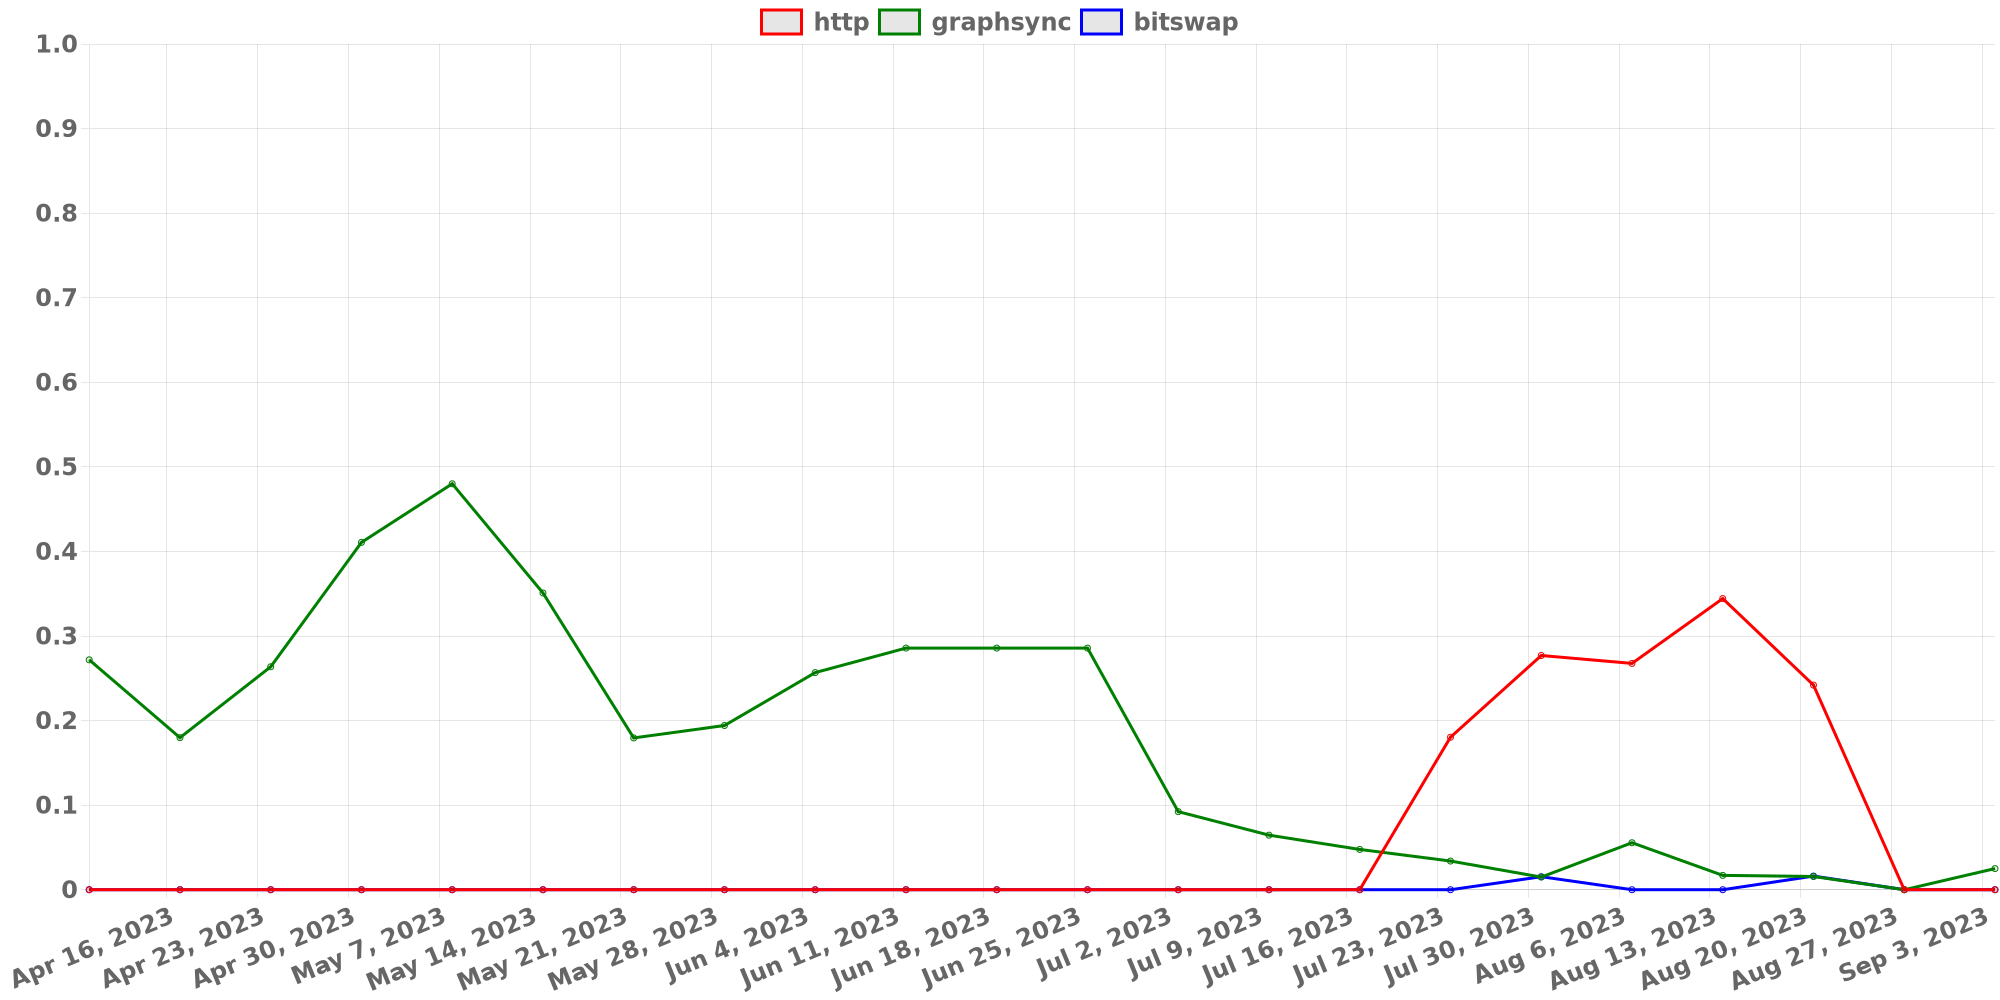 http graphsync bitswap
1.0
0.9
0.8
0.7
0.6
0.5
0.4
0.3
0.2
0.1
0
Apr 16, 2023
Apr 23, 2023
Apr 30, 2023
May 7, 2023
May 14, 2023
May 21, 2023
May 28, 2023
Jun 4, 2023
Jun 11, 2023
Jun 18, 2023
Jun 25, 2023
Jul 2, 2023
Jul 9, 2023
Jul 16, 2023
Jul 23, 2023
Jul 30, 2023
Aug 6, 2023
Aug 13, 2023
Aug 20, 2023
Aug 27, 2023
Sep 3, 2023